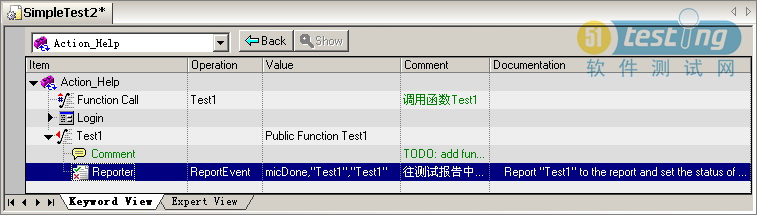 SimpleTest2*
Action_Help Back Show
51 testing
软件测试网
Item Operation Value Comment Documentation
Action_Help
Function Call Test1 调用函数Test1
Login
Test1 Public Function Test1
Comment TODO: add fun...
Reporter ReportEvent micDone,"Test1","Test1" 往测试报告中... Report "Test1" to the report and set the status of ...
Keyword View Expert View